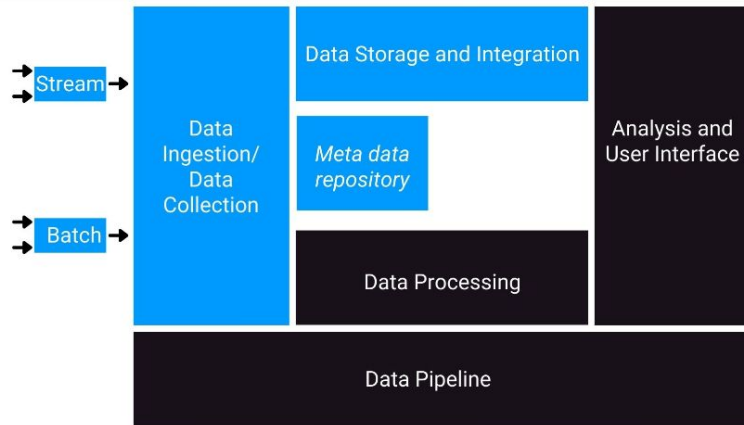 Stream
Batch
Data
Ingestion/
Data
Collection
Data Storage and Integration
Meta data
repository
Data Processing
Analysis and
User Interface
Data Pipeline